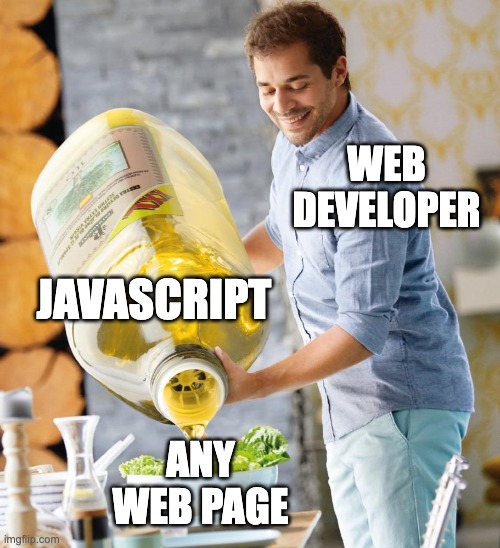 WEB
DEVELOPER
JAVASCRIPT
ANY
WEB PAGE
imgflip.com